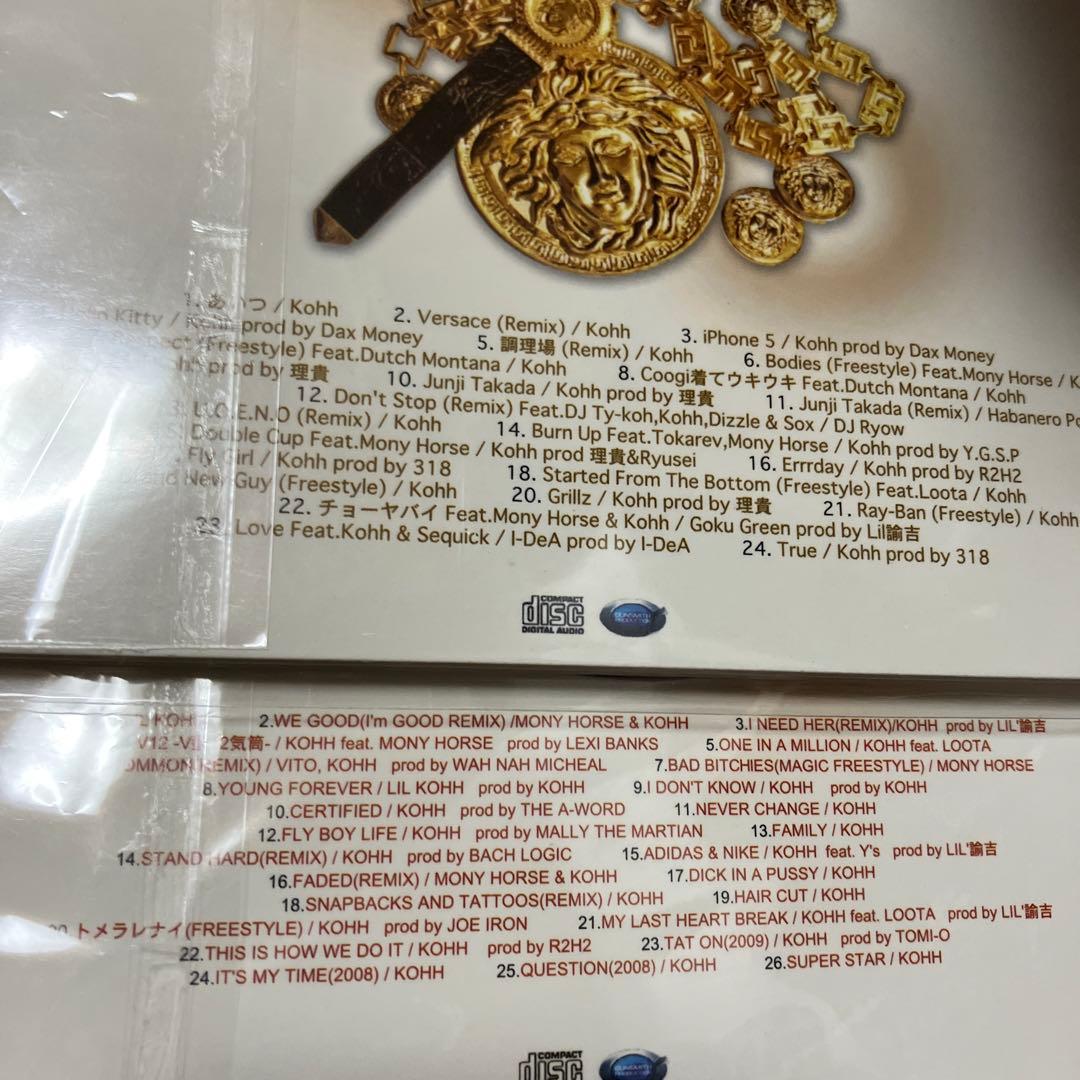 1. あいつ / Kohh 2. Versace (Remix) / Kohh 3. iPhone 5 / Kohh prod by Dax Money
Kitty / Kohh prod by Dax Money 5. 調理場 (Remix) / Kohh 6. Bodies (Freestyle) Feat.Mony Horse / K
(Freestyle) Feat.Dutch Montana / Kohh 8. Coogi着てウキウキ Feat.Dutch Montana / Kohh
prod by 理貴 10. Junji Takada / Kohh prod by 理貴 11. Junji Takada (Remix) / Habanero Po
12. Don't Stop (Remix) Feat.DJ Ty-koh,Kohh,Dizzle & Sox / DJ Ryow
U.O.E.N.O (Remix) / Kohh 14. Burn Up Feat.Tokarev,Mony Horse / Kohh prod by Y.G.S.P
Double Cup Feat.Mony Horse / Kohh prod 理貴&Ryusei 16. Errrday / Kohh prod by R2H2
Fly Girl / Kohh prod by 318 18. Started From The Bottom (Freestyle) Feat.Loota / Kohh
New Guy (Freestyle) / Kohh 20. Grillz / Kohh prod by 理貴 21. Ray-Ban (Freestyle) / Kohh
22. チョーヤバイ Feat.Mony Horse & Kohh / Goku Green prod by Lil諭吉
23. Love Feat.Kohh & Sequick / I-DeA prod by I-DeA 24. True / Kohh prod by 318
COMPACT
disc
DIGITAL AUDIO
GUNSMITH
PRODUCTION
KOHH 2.WE GOOD(I'm GOOD REMIX) /MONY HORSE & KOHH 3.I NEED HER(REMIX)/KOHH prod by LIL'諭吉
2気筒- / KOHH feat. MONY HORSE prod by LEXI BANKS 5.ONE IN A MILLION / KOHH feat. LOOTA
OMMON(REMIX) / VITO, KOHH prod by WAH NAH MICHEAL 7.BAD BITCHIES(MAGIC FREESTYLE) / MONY HORSE
8.YOUNG FOREVER / LIL KOHH prod by KOHH 9.I DON'T KNOW / KOHH prod by KOHH
10.CERTIFIED / KOHH prod by THE A-WORD 11.NEVER CHANGE / KOHH
12.FLY BOY LIFE / KOHH prod by MALLY THE MARTIAN 13.FAMILY / KOHH
14.STAND HARD(REMIX) / KOHH prod by BACH LOGIC 15.ADIDAS & NIKE / KOHH feat. Y's prod by LIL'諭吉
16.FADED(REMIX) / MONY HORSE & KOHH 17.DICK IN A PUSSY / KOHH
18.SNAPBACKS AND TATTOOS(REMIX) / KOHH 19.HAIR CUT / KOHH
20.トメラレナイ(FREESTYLE) / KOHH prod by JOE IRON 21.MY LAST HEART BREAK / KOHH feat. LOOTA prod by LIL'諭吉
22.THIS IS HOW WE DO IT / KOHH prod by R2H2 23.TAT ON(2009) / KOHH prod by TOMI-O
24.IT'S MY TIME(2008) / KOHH 25.QUESTION(2008) / KOHH 26.SUPER STAR / KOHH
COMPACT
disc